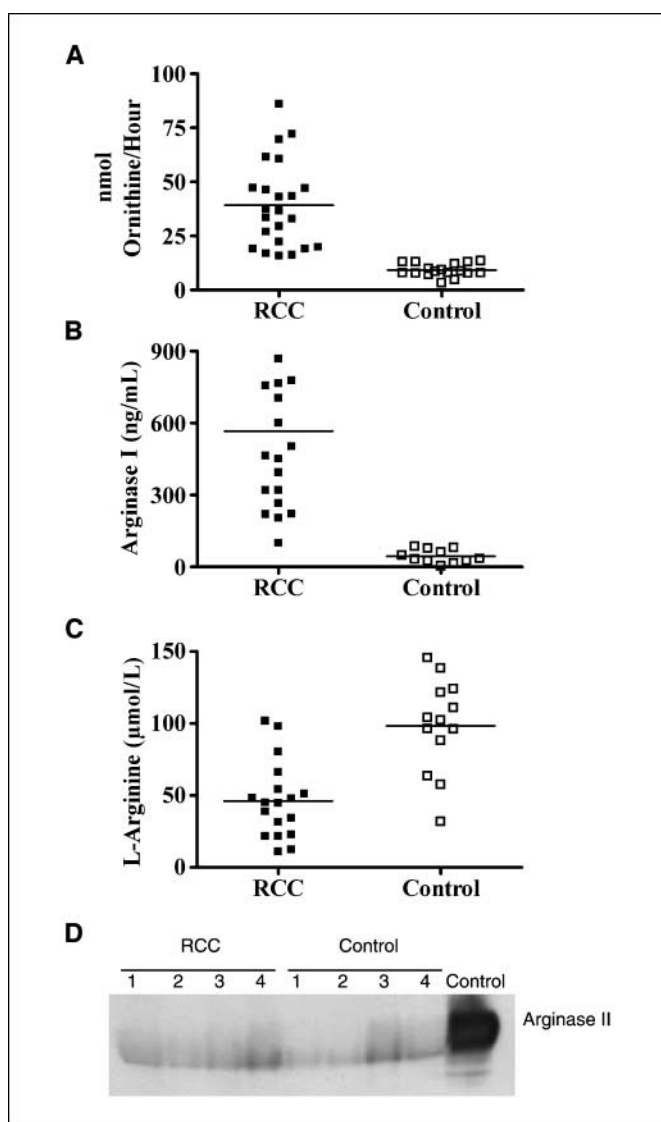 A
100
75
50
25
0
nmol
Ornithine/Hour
RCC Control
B
900
600
300
0
Arginase I (ng/mL)
RCC Control
C
150
100
50
0
L-Arginine (µmol/L)
RCC Control
D
RCC Control
1 2 3 4 1 2 3 4 Control
Arginase II